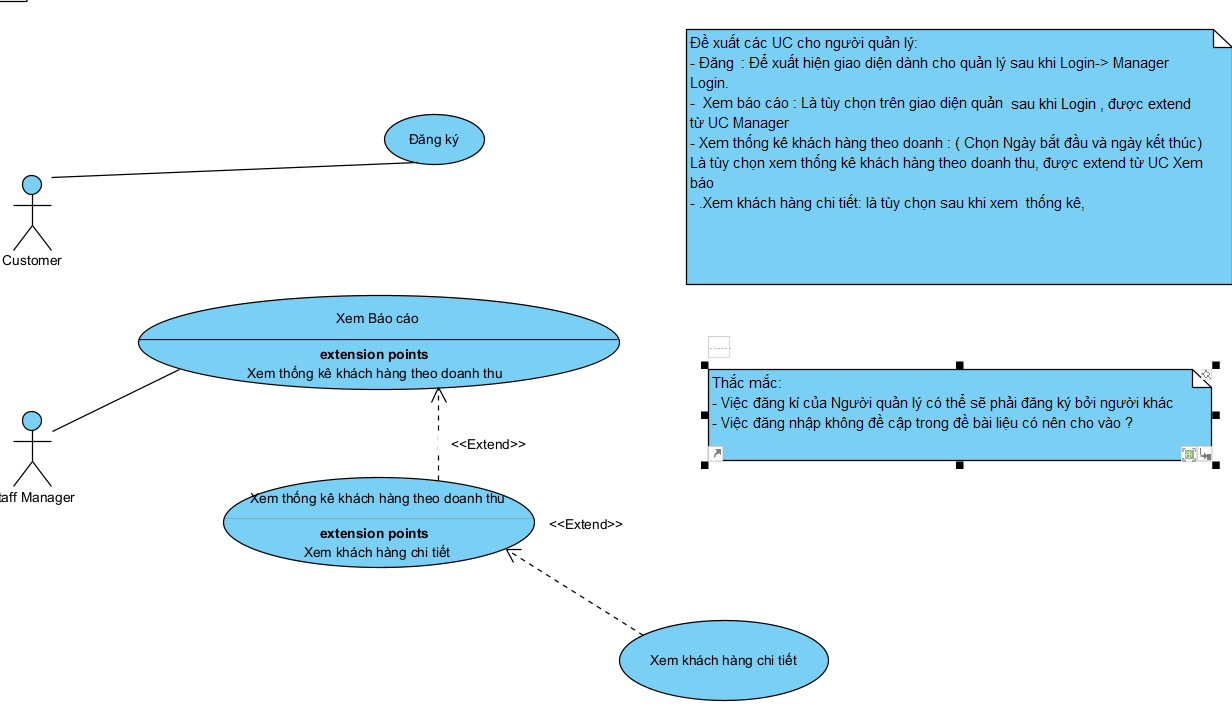 Đề xuất các UC cho người quản lý:
- Đăng : Để xuất hiện giao diện dành cho quản lý sau khi Login-> Manager
Login.
- Xem báo cáo : Là tùy chọn trên giao diện quản sau khi Login , được extend
từ UC Manager
- Xem thống kê khách hàng theo doanh : ( Chọn Ngày bắt đầu và ngày kết thúc)
Là tùy chọn xem thống kê khách hàng theo doanh thu, được extend từ UC Xem
báo
- .Xem khách hàng chi tiết: là tùy chọn sau khi xem thống kê,
Đăng ký
Customer
Xem Báo cáo
extension points
Xem thống kê khách hàng theo doanh thu
Thắc mắc:
- Việc đăng kí của Người quản lý có thể sẽ phải đăng ký bởi người khác
- Việc đăng nhập không đề cập trong đề bài liệu có nên cho vào ?
<<Extend>>
taff Manager
Xem thống kê khách hàng theo doanh thu
extension points
Xem khách hàng chi tiết
<<Extend>>
Xem khách hàng chi tiết